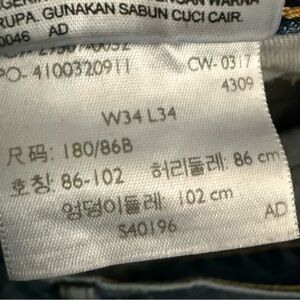 RUPA. GUNAKAN SABUN CUCI CAIR.
0046 AD
PO- 4100320911 CW- 0317
4309
W34 L34
尺码: 180/86B
호칭: 86-102 허리둘레: 86 cm
엉덩이둘레: 102 cm
S40196 AD